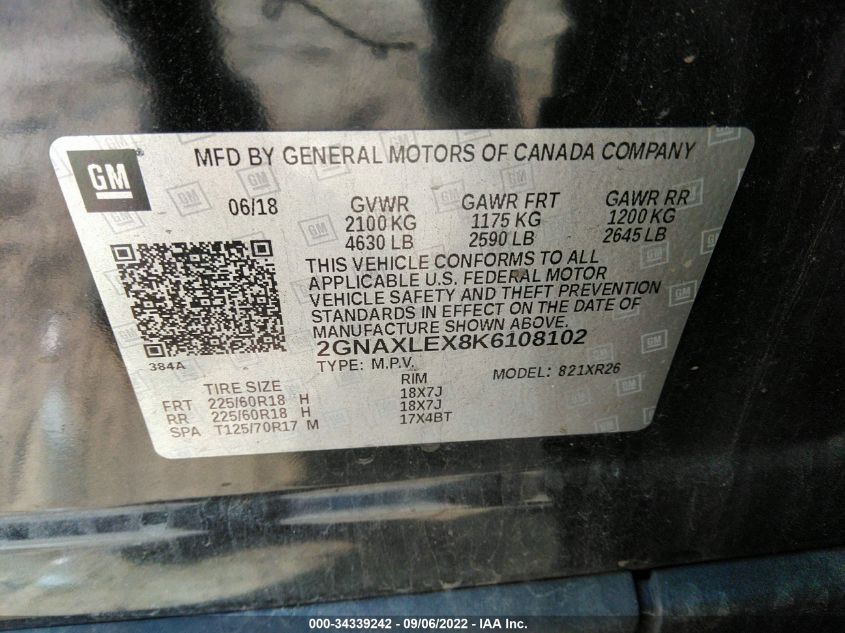 GM
MFD BY GENERAL MOTORS OF CANADA COMPANY
06/18 GVWR GAWR FRT GAWR RR
2100 KG 1175 KG 1200 KG
4630 LB 2590 LB 2645 LB
THIS VEHICLE CONFORMS TO ALL
APPLICABLE U.S. FEDERAL MOTOR
VEHICLE SAFETY AND THEFT PREVENTION
STANDARDS IN EFFECT ON THE DATE OF
MANUFACTURE SHOWN ABOVE.
2GNAXLEX8K6108102
384A
TYPE: M.P.V. MODEL: 821XR26
TIRE SIZE RIM
FRT 225/60R18 H 18X7J
RR 225/60R18 H 18X7J
SPA T125/70R17 M 17X4BT
000-34339242 - 09/06/2022 - IAA Inc.